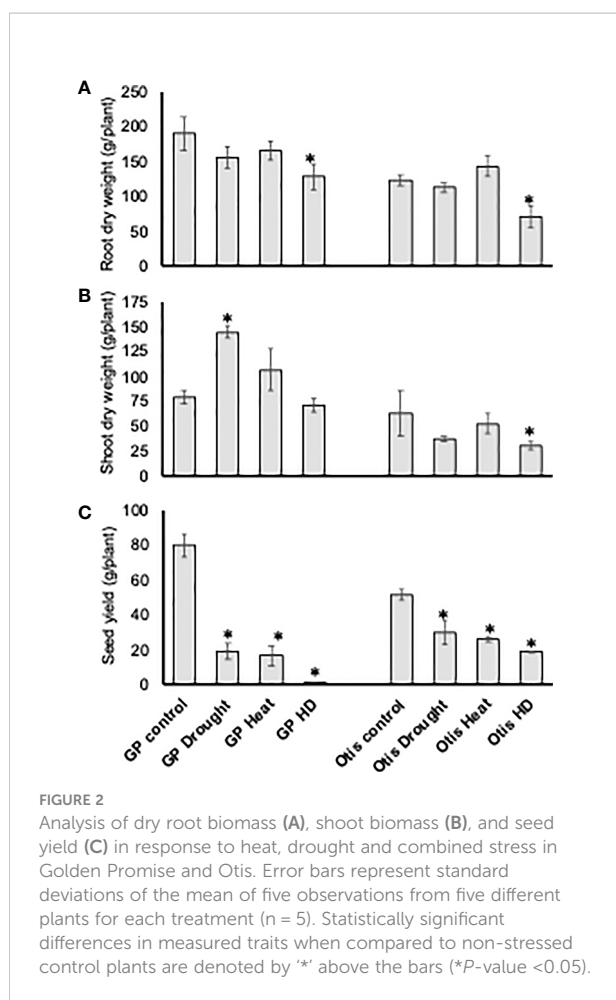 A
Root dry weight (g/plant)
250
200
150
100
50
0
*
*
B
Shoot dry weight (g/plant)
175
150
125
100
75
50
25
0
*
*
C
Seed yield (g/plant)
100
80
60
40
20
0
*
*
*
*
*
*
GP control
GP Drought
GP Heat
GP HD
Otis control
Otis Drought
Otis Heat
Otis HD
FIGURE 2
Analysis of dry root biomass (A), shoot biomass (B), and seed
yield (C) in response to heat, drought and combined stress in
Golden Promise and Otis. Error bars represent standard
deviations of the mean of five observations from five different
plants for each treatment (n = 5). Statistically significant
differences in measured traits when compared to non-stressed
control plants are denoted by ‘*’ above the bars (*P-value <0.05).